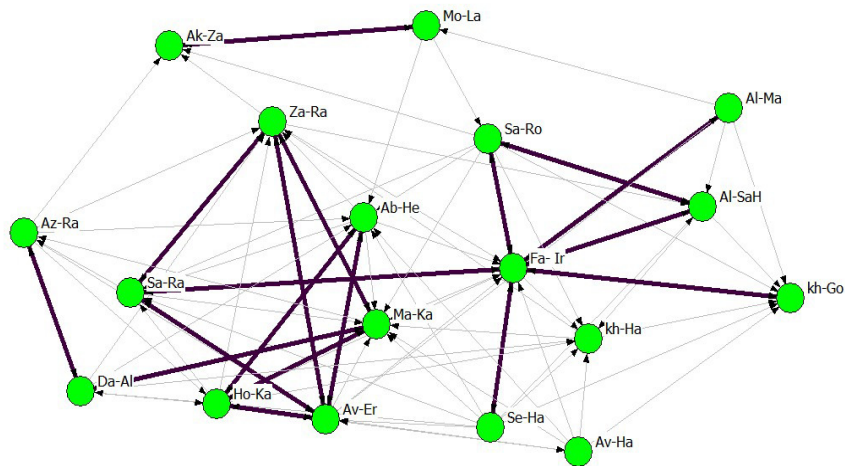 Mo-La
Ak-Za
Al-Ma
Za-Ra
Sa-Ro
Al-SaH
Ab-He
Az-Ra
Fa- Ir
Sa-Ra
kh-Go
Ma-Ka
kh-Ha
Da-Al
Ho-Ka
Av-Er
Se-Ha
Av-Ha